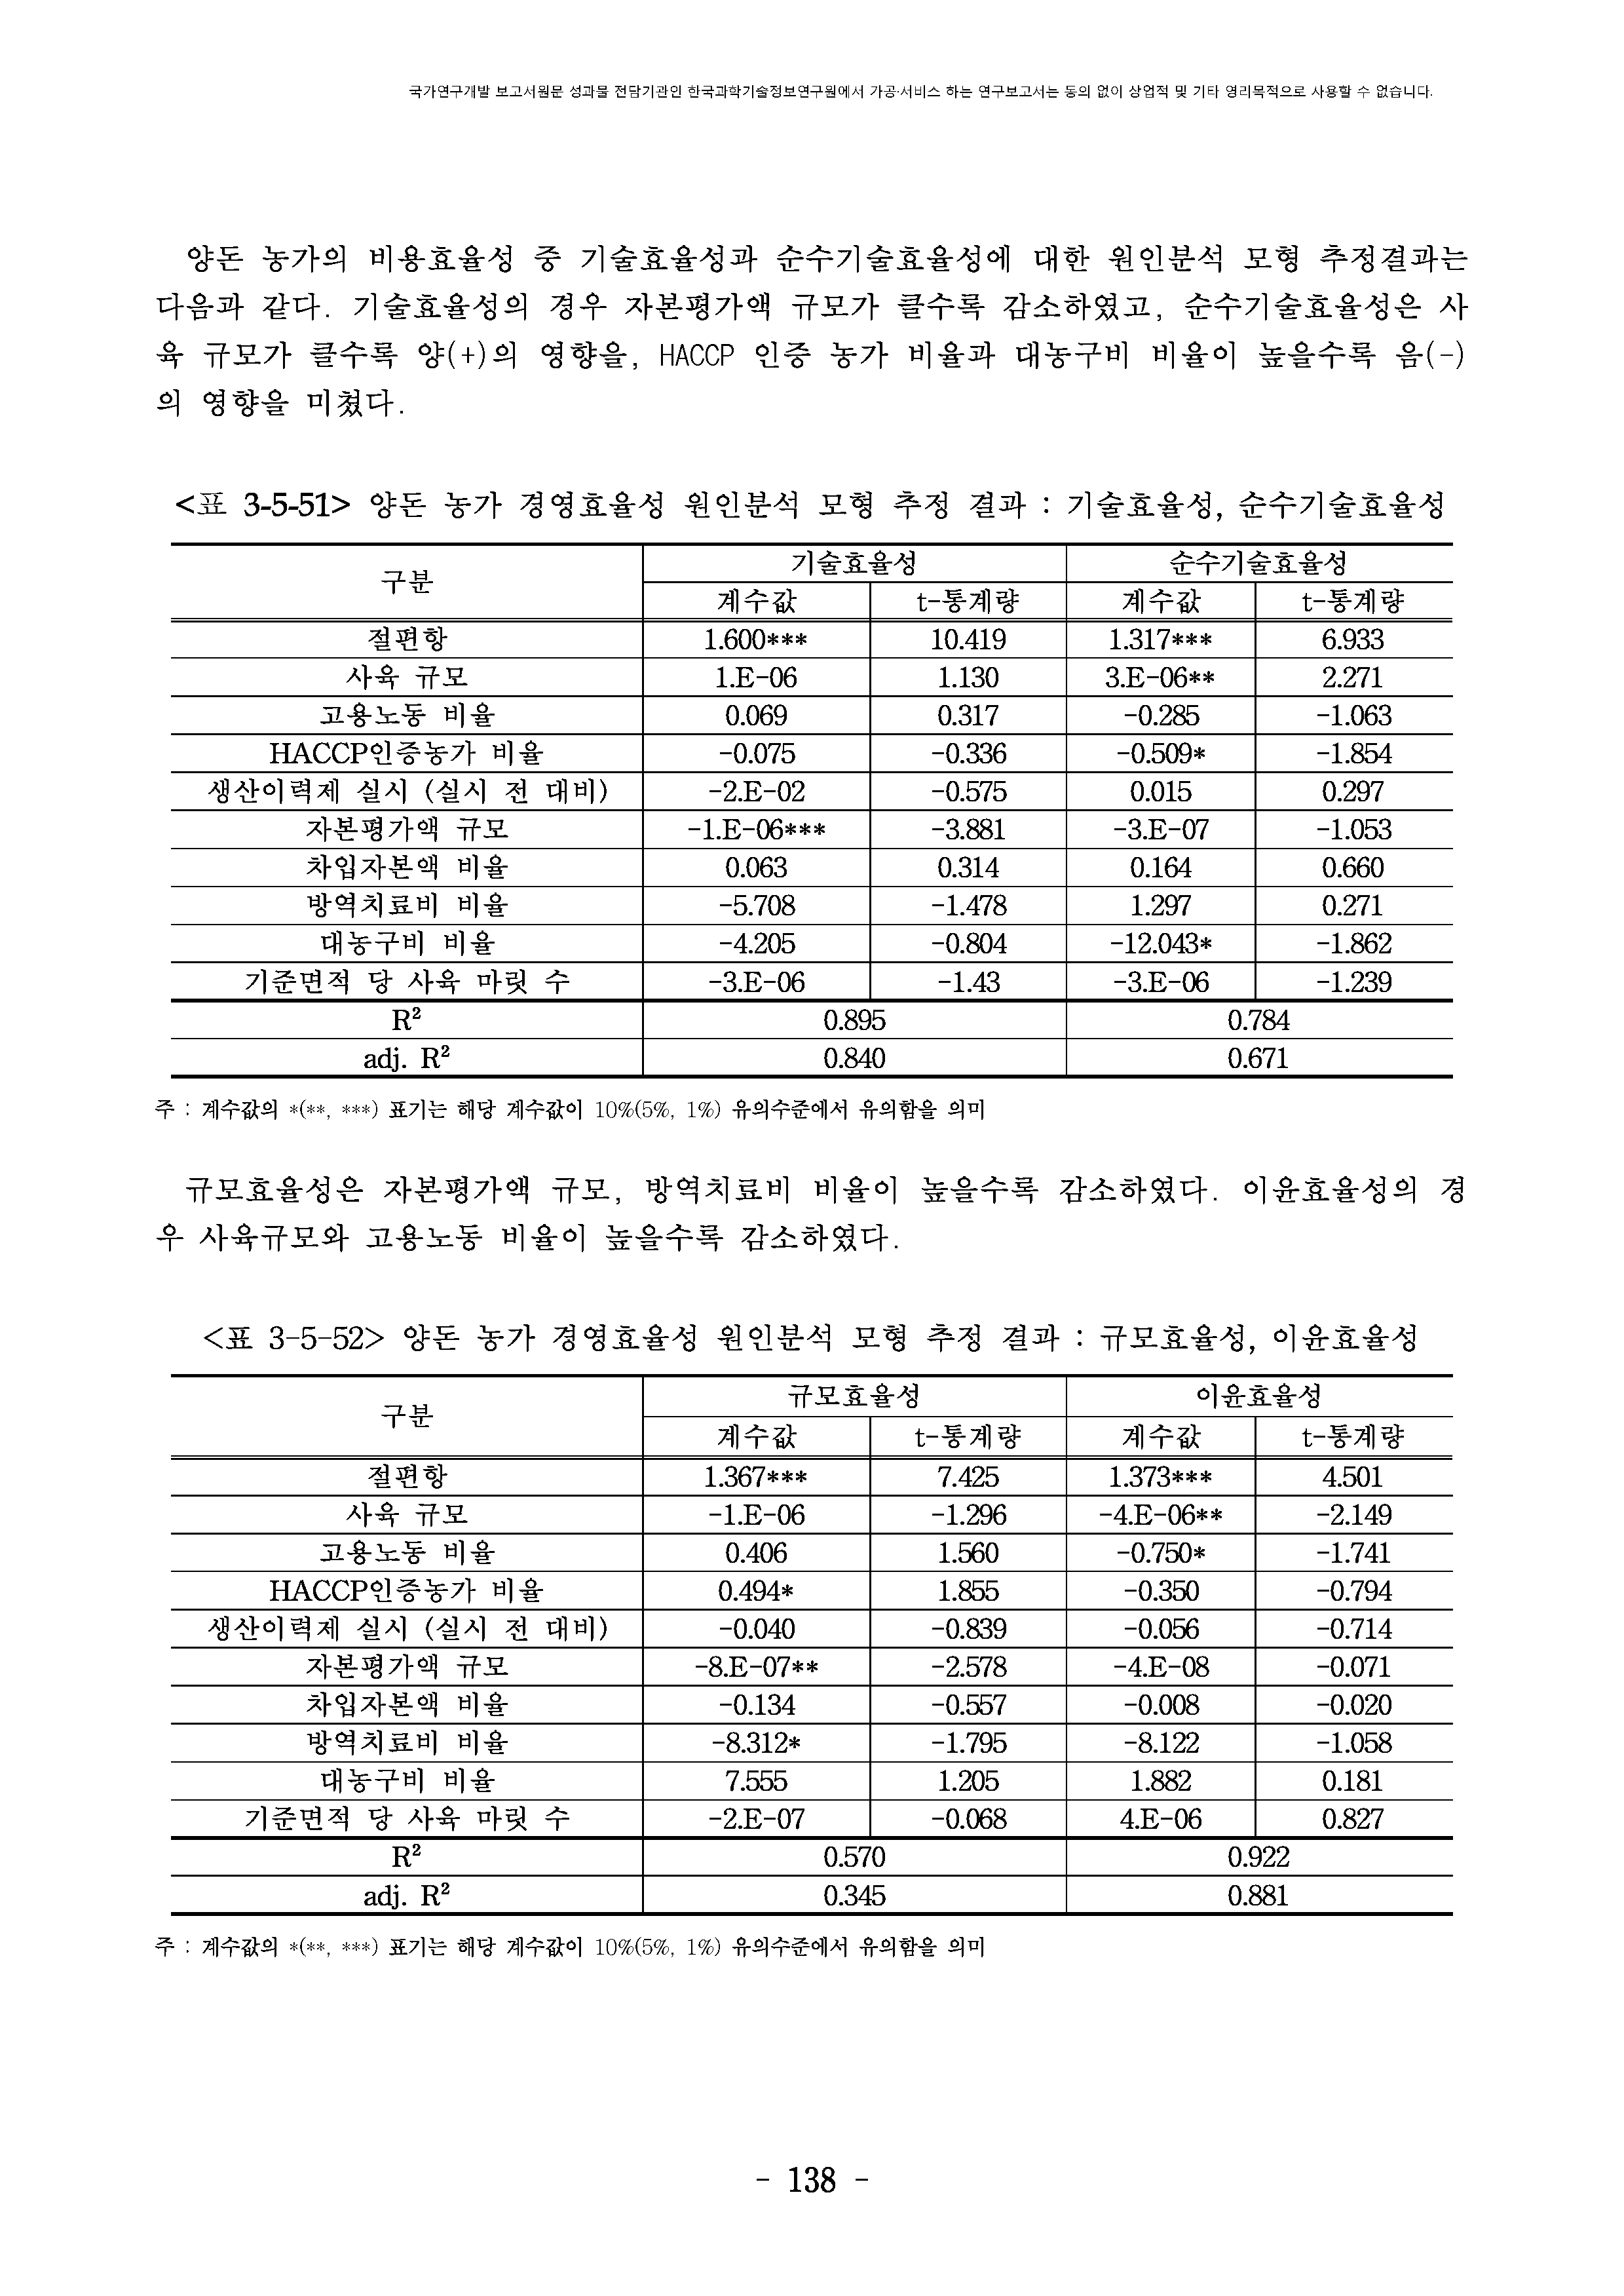 국가연구개발 보고서원문 성과물 전담기관인 한국과학기술정보연구원에서 가공·서비스 하는 연구보고서는 동의 없이 상업적 및 기타 영리목적으로 사용할 수 없습니다.
양돈 농가의 비용효율성 중 기술효율성과 순수기술효율성에 대한 원인분석 모형 추정결과는
다음과 같다. 기술효율성의 경우 자본평가액 규모가 클수록 감소하였고, 순수기술효율성은 사
육 규모가 클수록 양(+)의 영향을, HACCP 인증 농가 비율과 대농구비 비율이 높을수록 음(-)
의 영향을 미쳤다.
<표 3-5-51> 양돈 농가 경영효율성 원인분석 모형 추정 결과 : 기술효율성, 순수기술효율성
구분 기술효율성 순수기술효율성
계수값 t-통계량 계수값 t-통계량
절편항 1.600*** 10.419 1.317*** 6.933
사육 규모 1.E-06 1.130 3.E-06** 2.271
고용노동 비율 0.069 0.317 -0.285 -1.063
HACCP인증농가 비율 -0.075 -0.336 -0.509* -1.854
생산이력제 실시 (실시 전 대비) -2.E-02 -0.575 0.015 0.297
자본평가액 규모 -1.E-06*** -3.881 -3.E-07 -1.053
차입자본액 비율 0.063 0.314 0.164 0.660
방역치료비 비율 -5.708 -1.478 1.297 0.271
대농구비 비율 -4.205 -0.804 -12.043* -1.862
기준면적 당 사육 마릿 수 -3.E-06 -1.43 -3.E-06 -1.239
R² 0.895 0.784
adj. R² 0.840 0.671
주 : 계수값의 *(**, ***) 표기는 해당 계수값이 10%(5%, 1%) 유의수준에서 유의함을 의미
규모효율성은 자본평가액 규모, 방역치료비 비율이 높을수록 감소하였다. 이윤효율성의 경
우 사육규모와 고용노동 비율이 높을수록 감소하였다.
<표 3-5-52> 양돈 농가 경영효율성 원인분석 모형 추정 결과 : 규모효율성, 이윤효율성
구분 규모효율성 이윤효율성
계수값 t-통계량 계수값 t-통계량
절편항 1.367*** 7.425 1.373*** 4.501
사육 규모 -1.E-06 -1.296 -4.E-06** -2.149
고용노동 비율 0.406 1.560 -0.750* -1.741
HACCP인증농가 비율 0.494* 1.855 -0.350 -0.794
생산이력제 실시 (실시 전 대비) -0.040 -0.839 -0.056 -0.714
자본평가액 규모 -8.E-07** -2.578 -4.E-08 -0.071
차입자본액 비율 -0.134 -0.557 -0.008 -0.020
방역치료비 비율 -8.312* -1.795 -8.122 -1.058
대농구비 비율 7.555 1.205 1.882 0.181
기준면적 당 사육 마릿 수 -2.E-07 -0.068 4.E-06 0.827
R² 0.570 0.922
adj. R² 0.345 0.881
주 : 계수값의 *(**, ***) 표기는 해당 계수값이 10%(5%, 1%) 유의수준에서 유의함을 의미
- 138 -